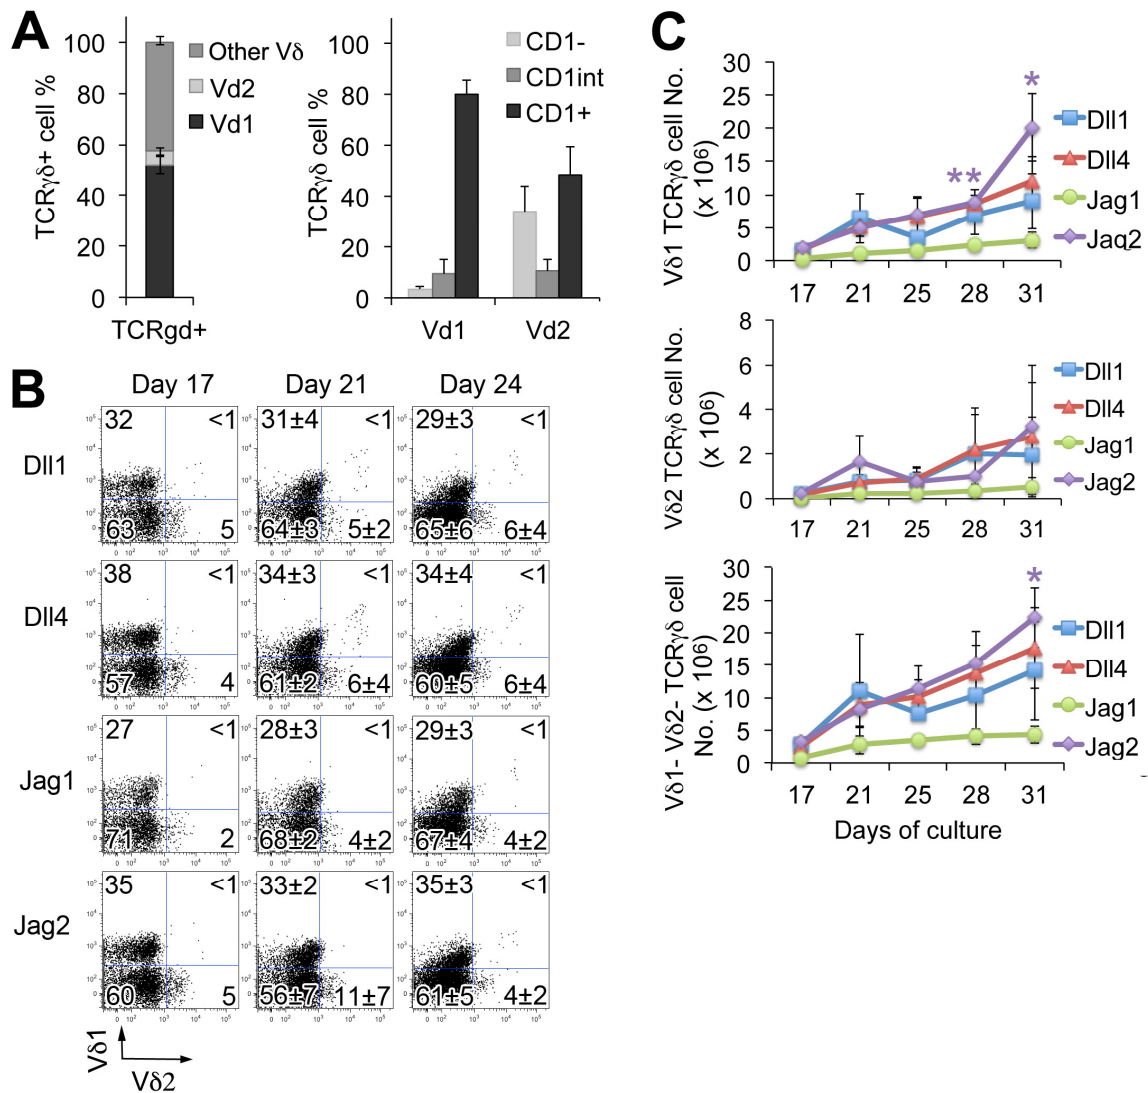 A
TCRγδ+ cell %
100
80
60
40
20
0
TCRgd+
Other Vδ
Vd2
Vd1
TCRγδ cell %
100
80
60
40
20
0
Vd1 Vd2
CD1-
CD1int
CD1+
B
Day 17 Day 21 Day 24
Dll1
32 <1
63 5
31±4 <1
64±3 5±2
29±3 <1
65±6 6±4
Dll4
38 <1
57 4
34±3 <1
61±2 6±4
34±4 <1
60±5 6±4
Jag1
27 <1
71 2
28±3 <1
68±2 4±2
29±3 <1
67±4 4±2
Jag2
35 <1
60 5
33±2 <1
56±7 11±7
35±3 <1
61±5 4±2
Vδ1
Vδ2
C
Vδ1 TCRγδ cell No.
(x 10⁶)
30
25
20
15
10
5
0
17 21 25 28 31
**
*
Dll1
Dll4
Jag1
Jag2
Vδ2 TCRγδ cell No.
(x 10⁶)
8
6
4
2
0
17 21 25 28 31
Dll1
Dll4
Jag1
Jag2
Vδ1- Vδ2- TCRγδ cell
No. (x 10⁶)
30
25
20
15
10
5
0
17 21 25 28 31
*
Dll1
Dll4
Jag1
Jag2
Days of culture